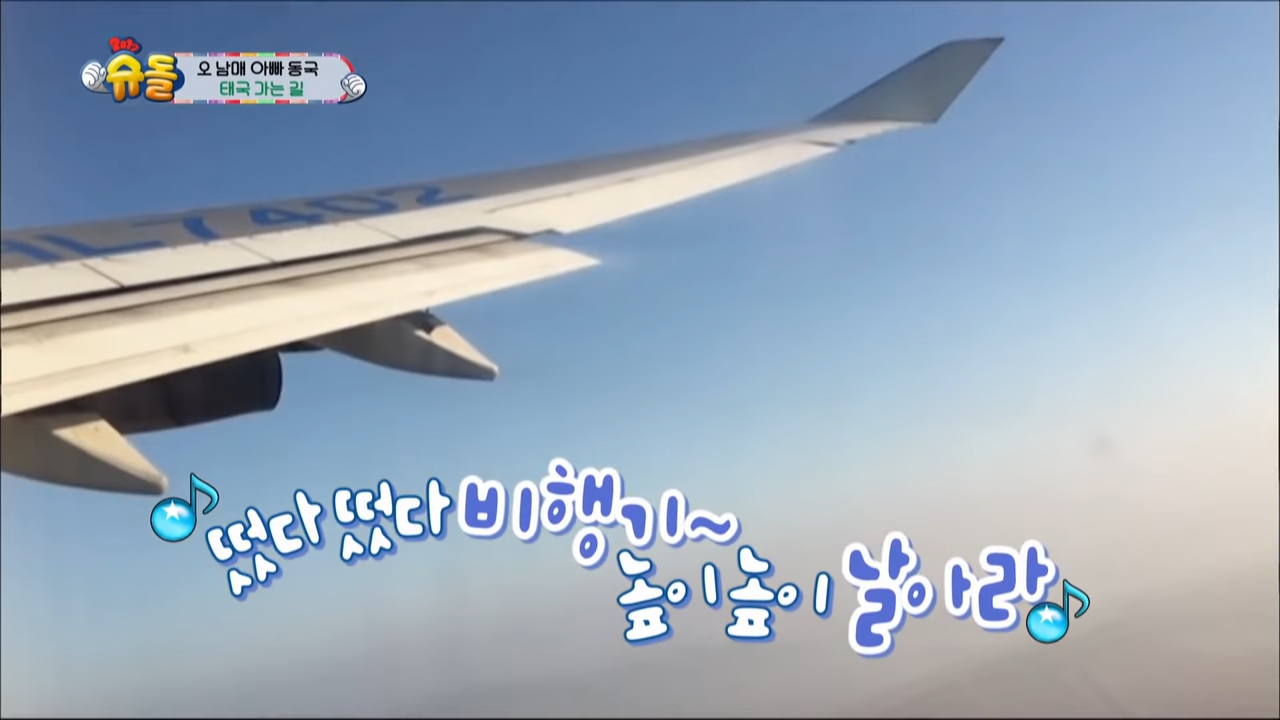 슈돌
오 남매 아빠 동국
태국 가는 길
HL7402
떴다 떴다 비행기~
높이 높이 날아라